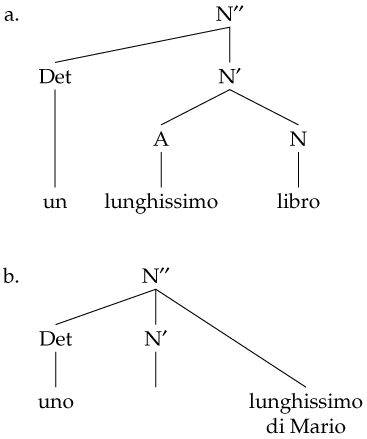 a.
N″
Det
N′
A
N
un
lunghissimo
libro
b.
N″
Det
N′
uno
lunghissimo
di Mario